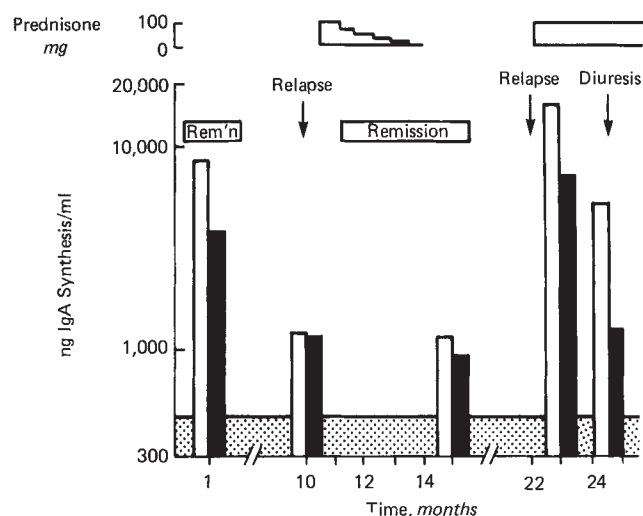 Prednisone
mg
100
0
Relapse
Relapse
Diuresis
Rem'n
Remission
20,000
10,000
1,000
300
ng IgA Synthesis/ml
1
10
12
14
22
24
Time, months